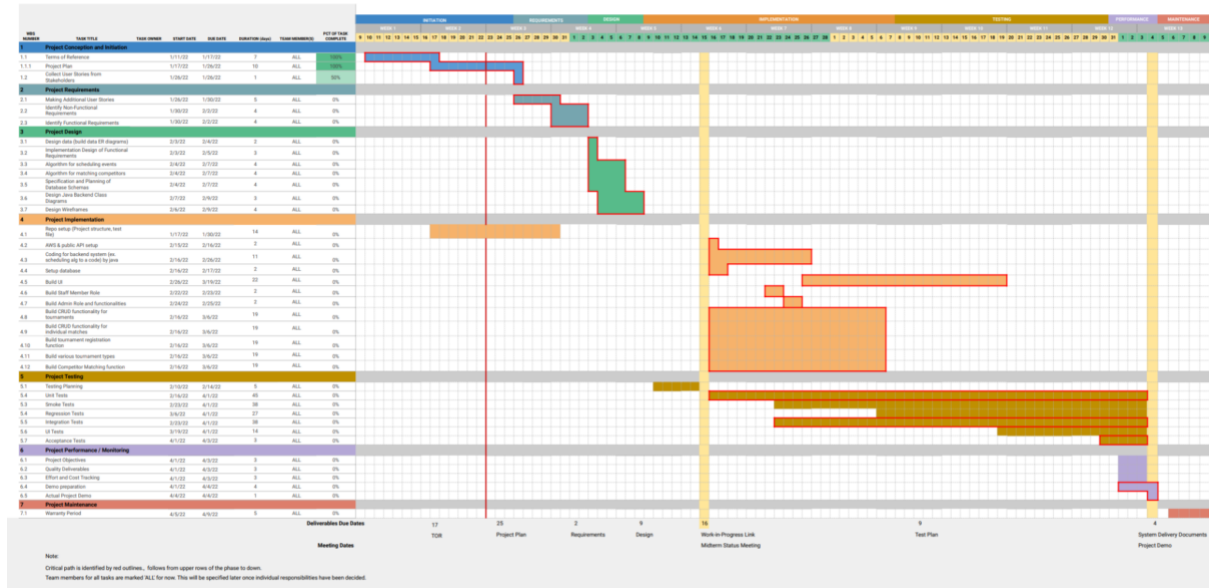 INITIATION REQUIREMENTS DESIGN IMPLEMENTATION TESTING PERFORMANCE MAINTENANCE
WBS NUMBER TASK TITLE TASK OWNER START DATE DUE DATE DURATION (days) TEAM MEMBER(S) PCT OF TASK COMPLETE
1 Project Conception and Initiation
1.1 Terms of Reference 1/11/22 1/17/22 7 ALL 100%
1.1.1 Project Plan 1/17/22 1/26/22 10 ALL 100%
1.2 Collect User Stories from Stakeholders 1/26/22 1/26/22 1 ALL 50%
2 Project Requirements
2.1 Making Additional User Stories 1/26/22 1/30/22 5 ALL 0%
2.2 Identify Non-Functional Requirements 1/30/22 2/2/22 4 ALL 0%
2.3 Identify Functional Requirements 1/30/22 2/2/22 4 ALL 0%
3 Project Design
3.1 Design data (build data ER diagrams) 2/3/22 2/4/22 2 ALL 0%
3.2 Implementation Design of Functional Requirements 2/3/22 2/5/22 3 ALL 0%
3.3 Algorithm for scheduling events 2/4/22 2/7/22 4 ALL 0%
3.4 Algorithm for matching competitors 2/4/22 2/7/22 4 ALL 0%
3.5 Specification and Planning of Database Schemas 2/4/22 2/7/22 4 ALL 0%
3.6 Design Java Backend Class Diagrams 2/7/22 2/9/22 3 ALL 0%
3.7 Design Wireframes 2/6/22 2/9/22 4 ALL 0%
4 Project Implementation
4.1 Repo setup (Project structure, test file) 1/17/22 1/30/22 14 ALL 0%
4.2 AWS & public API setup 2/15/22 2/16/22 2 ALL 0%
4.3 Coding for backend system (ex. scheduling alg to a code) by java 2/16/22 2/26/22 11 ALL 0%
4.4 Setup database 2/16/22 2/17/22 2 ALL 0%
4.5 Build UI 2/26/22 3/19/22 22 ALL 0%
4.6 Build Staff Member Role 2/22/22 2/23/22 2 ALL 0%
4.7 Build Admin Role and functionalities 2/24/22 2/25/22 2 ALL 0%
4.8 Build CRUD functionality for tournaments 2/16/22 3/6/22 19 ALL 0%
4.9 Build CRUD functionality for individual matches 2/16/22 3/6/22 19 ALL 0%
4.10 Build tournament registration function 2/16/22 3/6/22 19 ALL 0%
4.11 Build various tournament types 2/16/22 3/6/22 19 ALL 0%
4.12 Build Competitor Matching function 2/16/22 3/6/22 19 ALL 0%
5 Project Testing
5.1 Testing Planning 2/10/22 2/14/22 5 ALL 0%
5.4 Unit Tests 2/16/22 4/1/22 45 ALL 0%
5.3 Smoke Tests 2/23/22 4/1/22 38 ALL 0%
5.4 Regression Tests 3/6/22 4/1/22 27 ALL 0%
5.5 Integration Tests 2/23/22 4/1/22 38 ALL 0%
5.6 UI Tests 3/19/22 4/1/22 14 ALL 0%
5.7 Acceptance Tests 4/1/22 4/3/22 3 ALL 0%
6 Project Performance / Monitoring
6.1 Project Objectives 4/1/22 4/3/22 3 ALL 0%
6.2 Quality Deliverables 4/1/22 4/3/22 3 ALL 0%
6.3 Effort and Cost Tracking 4/1/22 4/3/22 3 ALL 0%
6.4 Demo preparation 4/1/22 4/4/22 4 ALL 0%
6.5 Actual Project Demo 4/4/22 4/4/22 1 ALL 0%
7 Project Maintenance
7.1 Warranty Period 4/5/22 4/9/22 5 ALL 0%
Deliverables Due Dates 17 25 2 9 16 9 4
TOR Project Plan Requirements Design Work-in-Progress Link Test Plan System Delivery Documents
Meeting Dates Midterm Status Meeting Project Demo
Note:
Critical path is identified by red outlines., follows from upper rows of the phase to down.
Team members for all tasks are marked 'ALL' for now. This will be specified later once individual responsibilities have been decided.